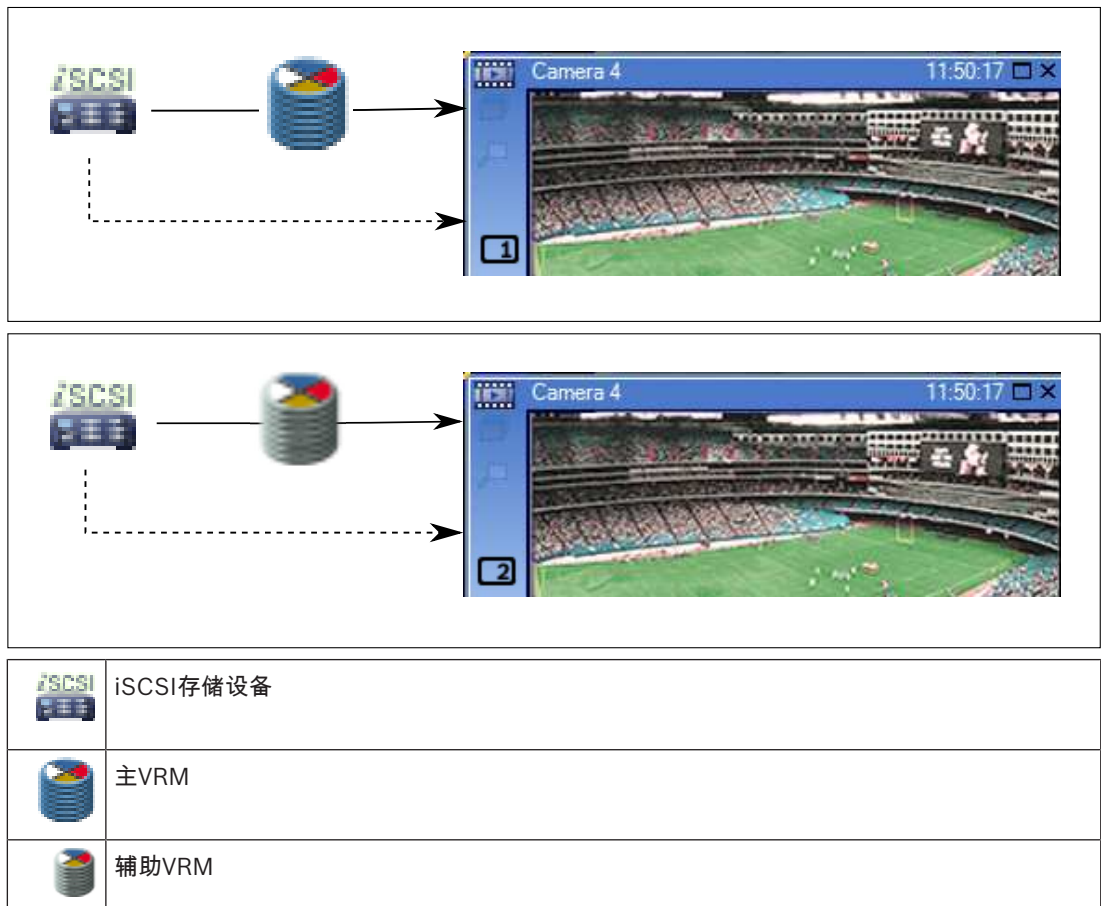 iSCSI
Camera 4
11:50:17
1
iSCSI
Camera 4
11:50:17
2
iSCSI
iSCSI存储设备
主VRM
辅助VRM